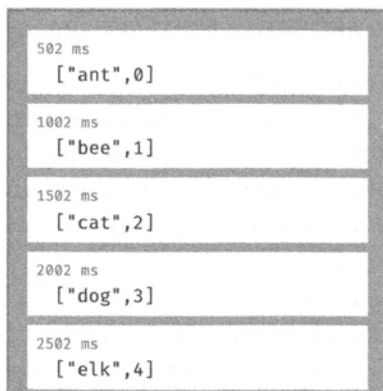 502 ms
["ant",0]
1002 ms
["bee",1]
1502 ms
["cat",2]
2002 ms
["dog",3]
2502 ms
["elk",4]